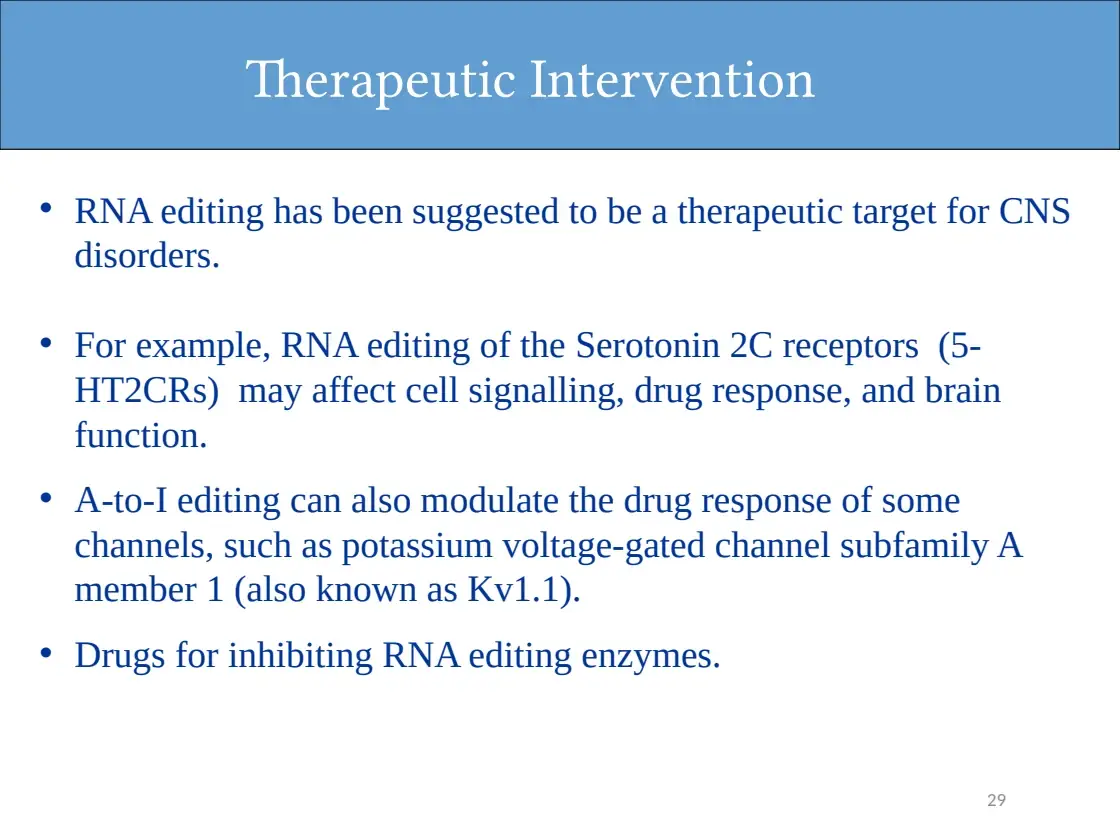 Therapeutic Intervention
• RNA editing has been suggested to be a therapeutic target for CNS
disorders.
• For example, RNA editing of the Serotonin 2C receptors  (5-
HT2CRs)  may affect cell signalling, drug response, and brain
function.
• A-to-I editing can also modulate the drug response of some
channels, such as potassium voltage-gated channel subfamily A
member 1 (also known as Kv1.1).
• Drugs for inhibiting RNA editing enzymes.
29